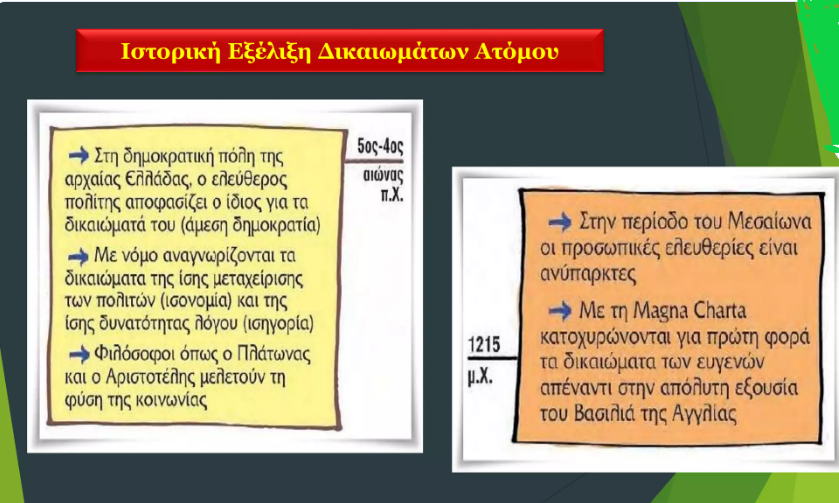 Ιστορική Εξέλιξη Δικαιωμάτων Ατόμου
5ος-4ος
αιώνας
π.Χ.
➔ Στη δημοκρατική πόλη της
αρχαίας Ελλάδας, ο ελεύθερος
πολίτης αποφασίζει ο ίδιος για τα
δικαιώματά του (άμεση δημοκρατία)
➔ Με νόμο αναγνωρίζονται τα
δικαιώματα της ίσης μεταχείρισης
των πολιτών (ισονομία) και της
ίσης δυνατότητας λόγου (ισηγορία)
➔ Φιλόσοφοι όπως ο Πλάτωνας
και ο Αριστοτέλης μελετούν τη
φύση της κοινωνίας
1215
μ.Χ.
➔ Στην περίοδο του Μεσαίωνα
οι προσωπικές ελευθερίες είναι
ανύπαρκτες
➔ Με τη Magna Charta
κατοχυρώνονται για πρώτη φορά
τα δικαιώματα των ευγενών
απέναντι στην απόλυτη εξουσία
του Βασιλιά της Αγγλίας